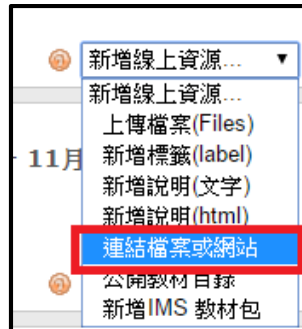 新增線上資源...
新增線上資源...
上傳檔案(Files)
11月
新增標籤(label)
新增說明(文字)
新增說明(html)
連結檔案或網站
公開教材目錄
新增IMS 教材包